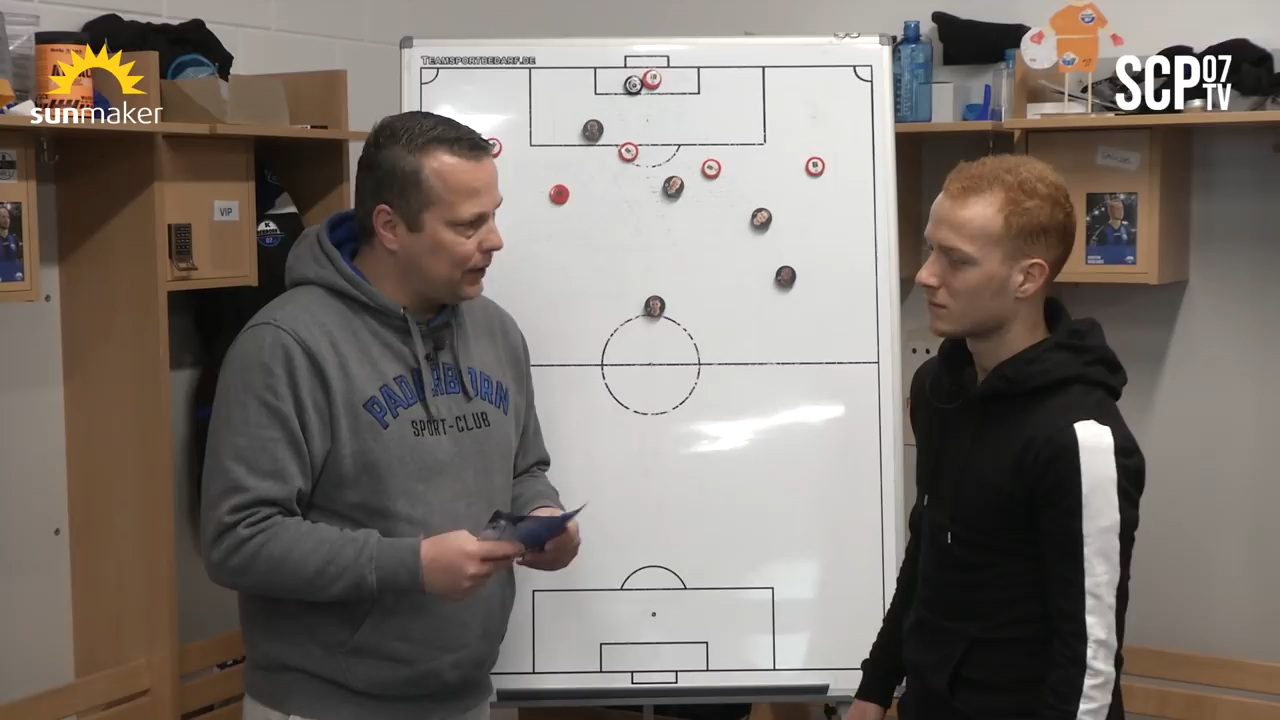 sunmaker
TEAMSPORTBEDARF.DE
SCP07
TV
VIP
PADERBORN
SPORT-CLUB